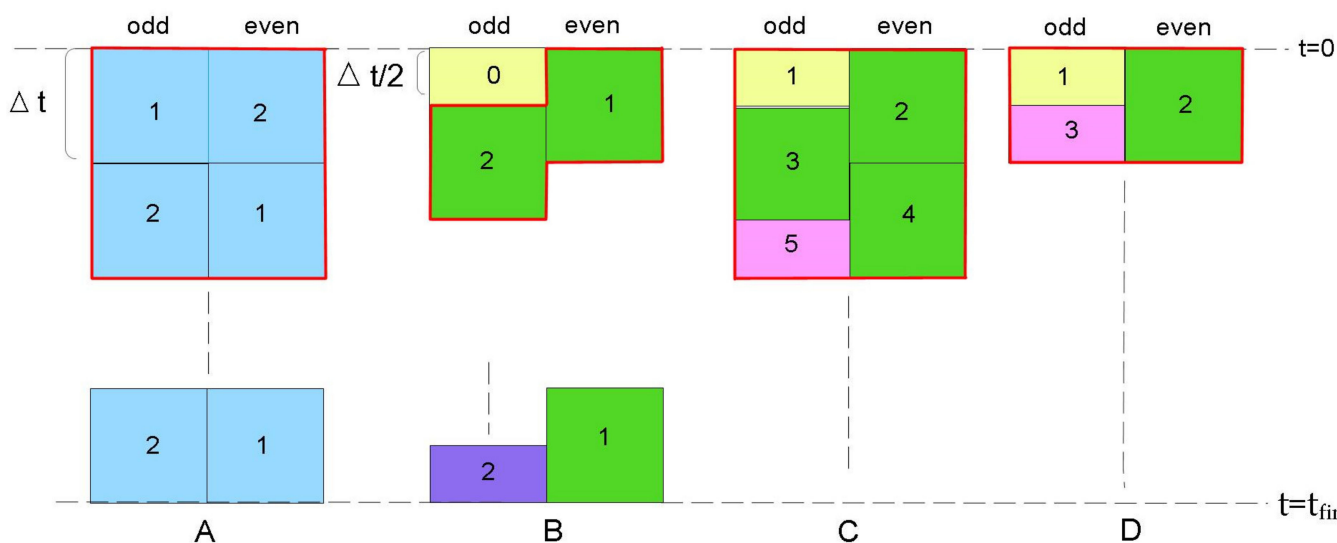 odd even odd even odd even odd even
t=0
Δ t/2
Δ t
0
1 2 1 1 2 1 2
3
2 1 2 3 4
5
2 1 2 1
t=t_fin
A B C D